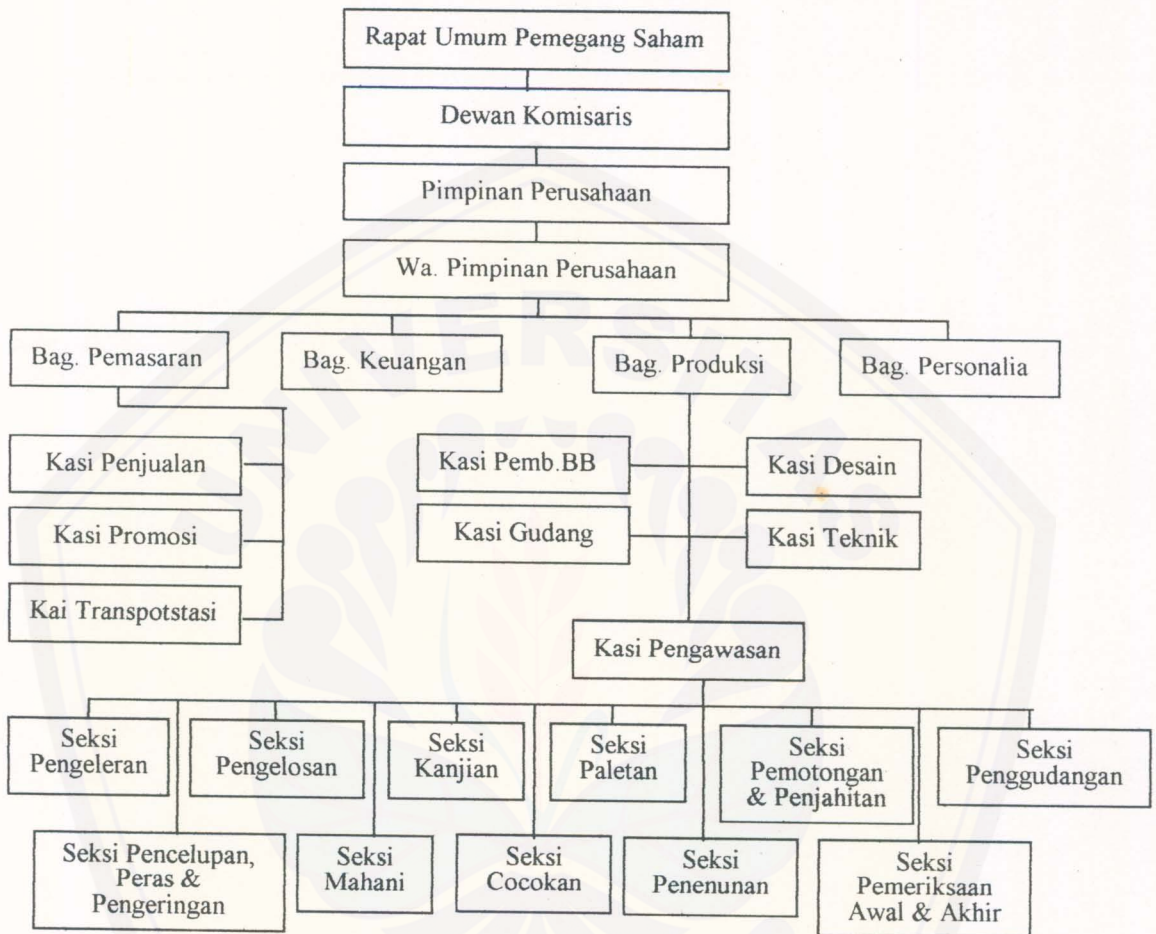 Rapat Umum Pemegang Saham
Dewan Komisaris
Pimpinan Perusahaan
Wa. Pimpinan Perusahaan
Bag. Pemasaran
Bag. Keuangan
Bag. Produksi
Bag. Personalia
Kasi Penjualan
Kasi Promosi
Kai Transpotstasi
Kasi Pemb.BB
Kasi Desain
Kasi Gudang
Kasi Teknik
Kasi Pengawasan
Seksi
Pengeleran
Seksi
Pengelosan
Seksi
Kanjian
Seksi
Paletan
Seksi
Pemotongan
& Penjahitan
Seksi
Penggudangan
Seksi Pencelupan,
Peras &
Pengeringan
Seksi
Mahani
Seksi
Cocokan
Seksi
Penenunan
Seksi
Pemeriksaan
Awal & Akhir
UNIVERSITAS